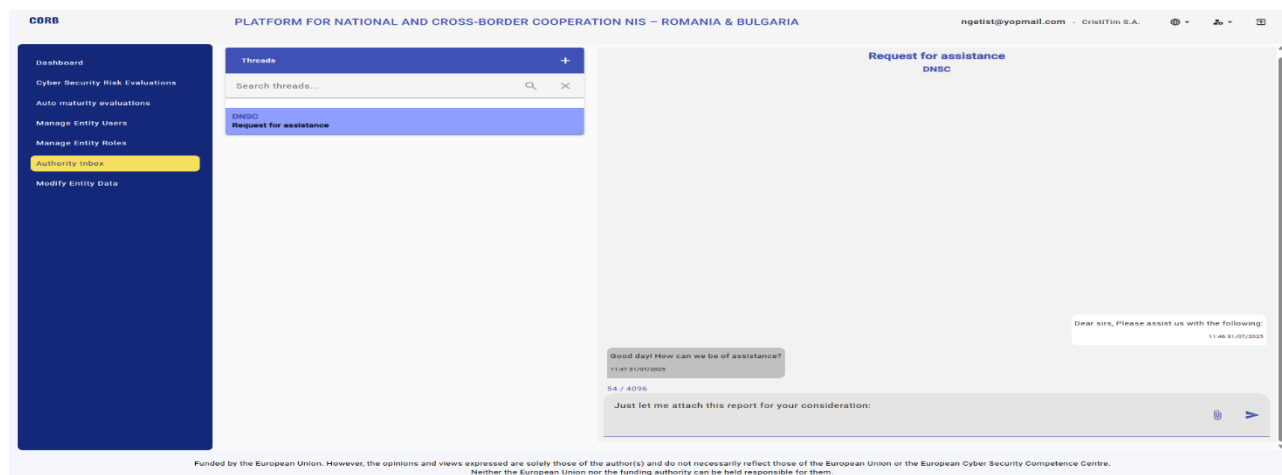 CORB
PLATFORM FOR NATIONAL AND CROSS-BORDER COOPERATION NIS – ROMANIA & BULGARIA
ngetist@yopmail.com - CristiTim S.A.
Dashboard
Cyber Security Risk Evaluations
Auto maturity evaluations
Manage Entity Users
Manage Entity Roles
Authority Inbox
Modify Entity Data
Threads
Search threads...
DNSC
Request for assistance
Request for assistance
DNSC
Dear sirs, Please assist us with the following:
11:46 31/07/2025
Good day! How can we be of assistance?
11:47 31/07/2025
54 / 4096
Just let me attach this report for your consideration:
Funded by the European Union. However, the opinions and views expressed are solely those of the author(s) and do not necessarily reflect those of the European Union or the European Cyber Security Competence Centre.
Neither the European Union nor the funding authority can be held responsible for them.